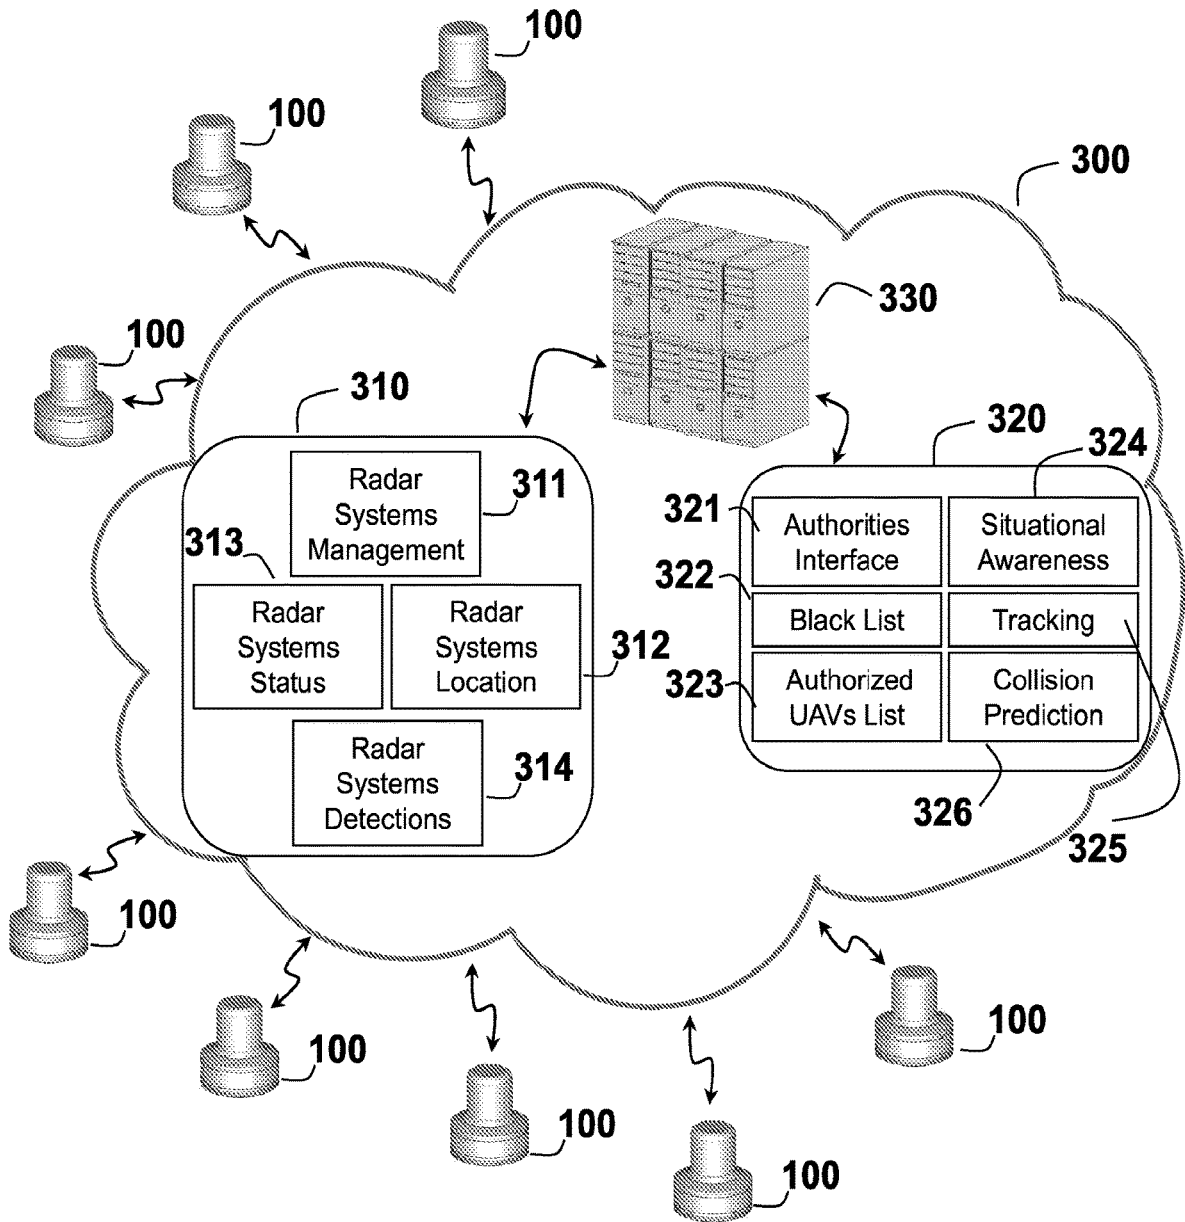 100
100
300
330
100
310
320
324
Radar
Systems
Management
311
313
Radar
Systems
Status
Radar
Systems
Location
312
Radar
Systems
Detections
314
321
Authorities
Interface
Situational
Awareness
322
Black List
Tracking
323
Authorized
UAVs List
Collision
Prediction
326
325
100
100
100
100
100